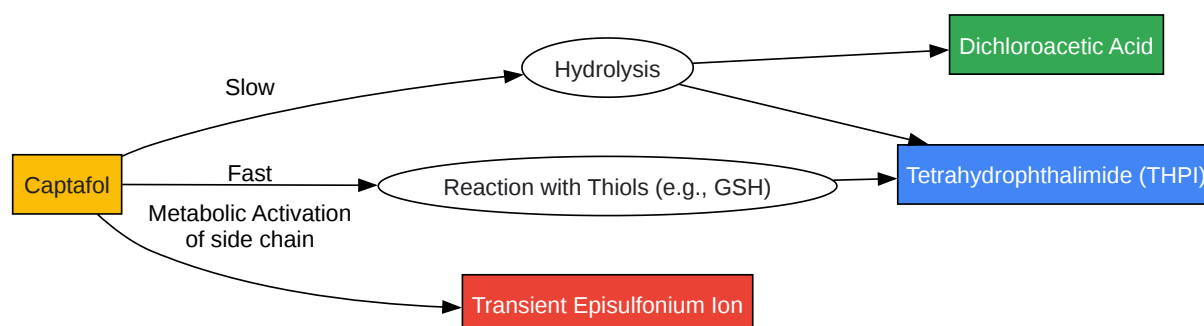 Dichloroacetic Acid
Hydrolysis
Slow
Captafol
Fast
Reaction with Thiols (e.g., GSH)
Tetrahydrophthalimide (THPI)
Metabolic Activation
of side chain
Transient Episulfonium Ion